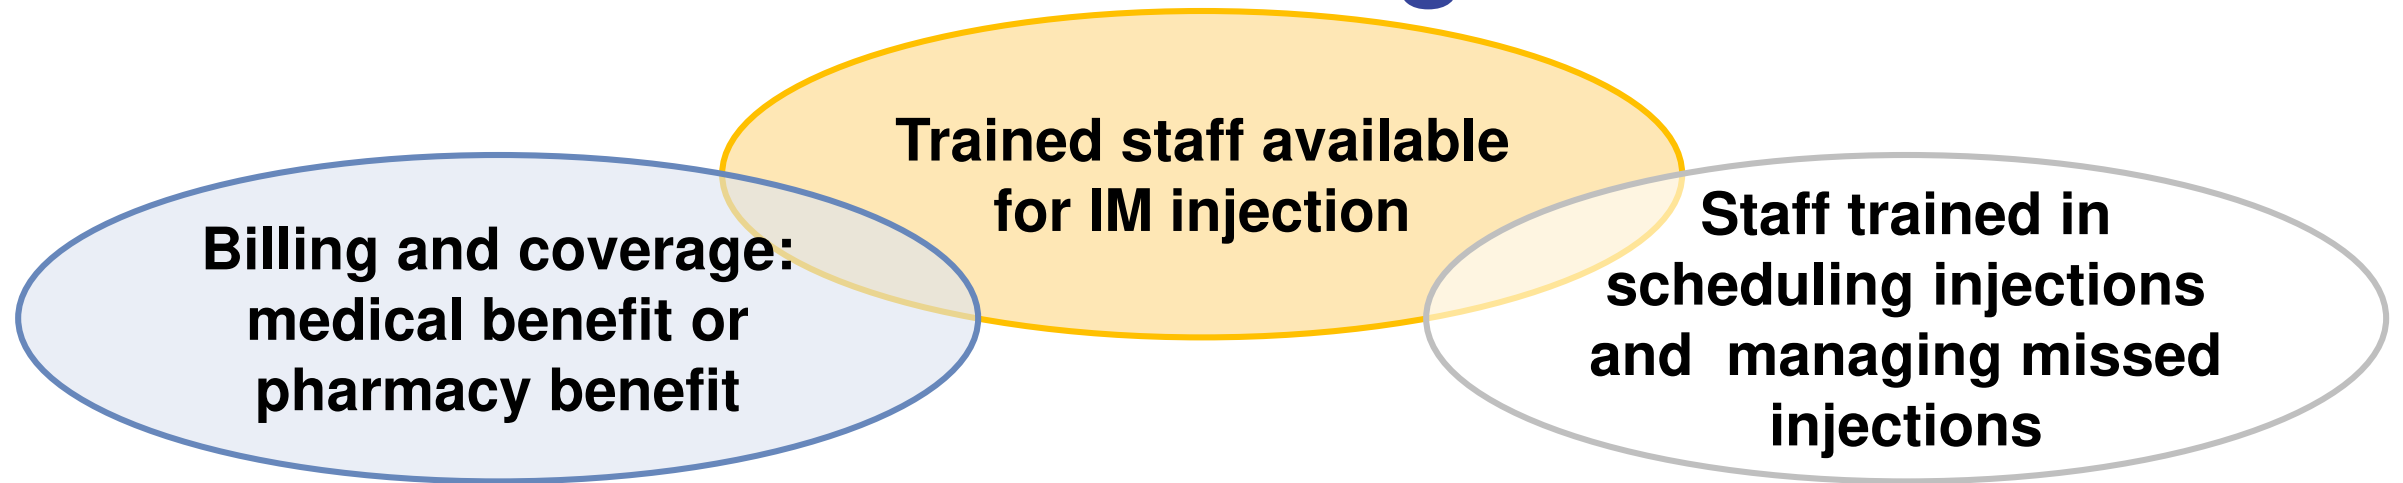 Billing and coverage:
medical benefit or
pharmacy benefit
Trained staff available
for IM injection
Staff trained in
scheduling injections
and  managing missed
injections